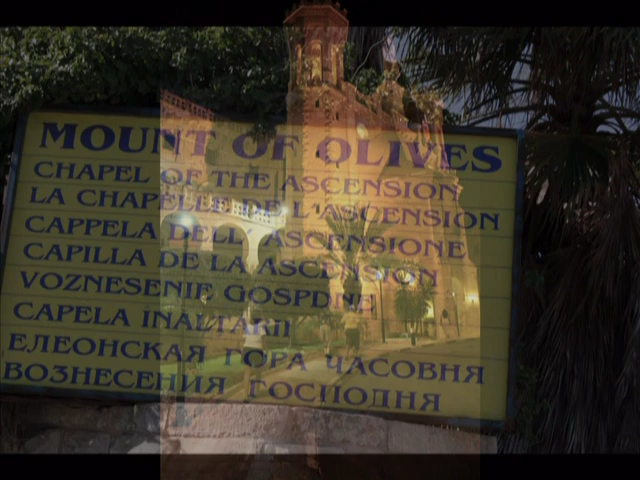 MOUNT OF OLIVES
CHAPEL OF THE ASCENSION
LA CHAPELLE DE L'ASCENSION
CAPPELA DELL' ASCENSIONE
CAPILLA DE LA ASCENSION
VOZNESENIE GOSPDNE
CAPELA INALTARII
ЕЛЕОНСКАЯ ГОРА ЧАСОВНЯ
ВОЗНЕСЕНИЯ ГОСПОДНЯ